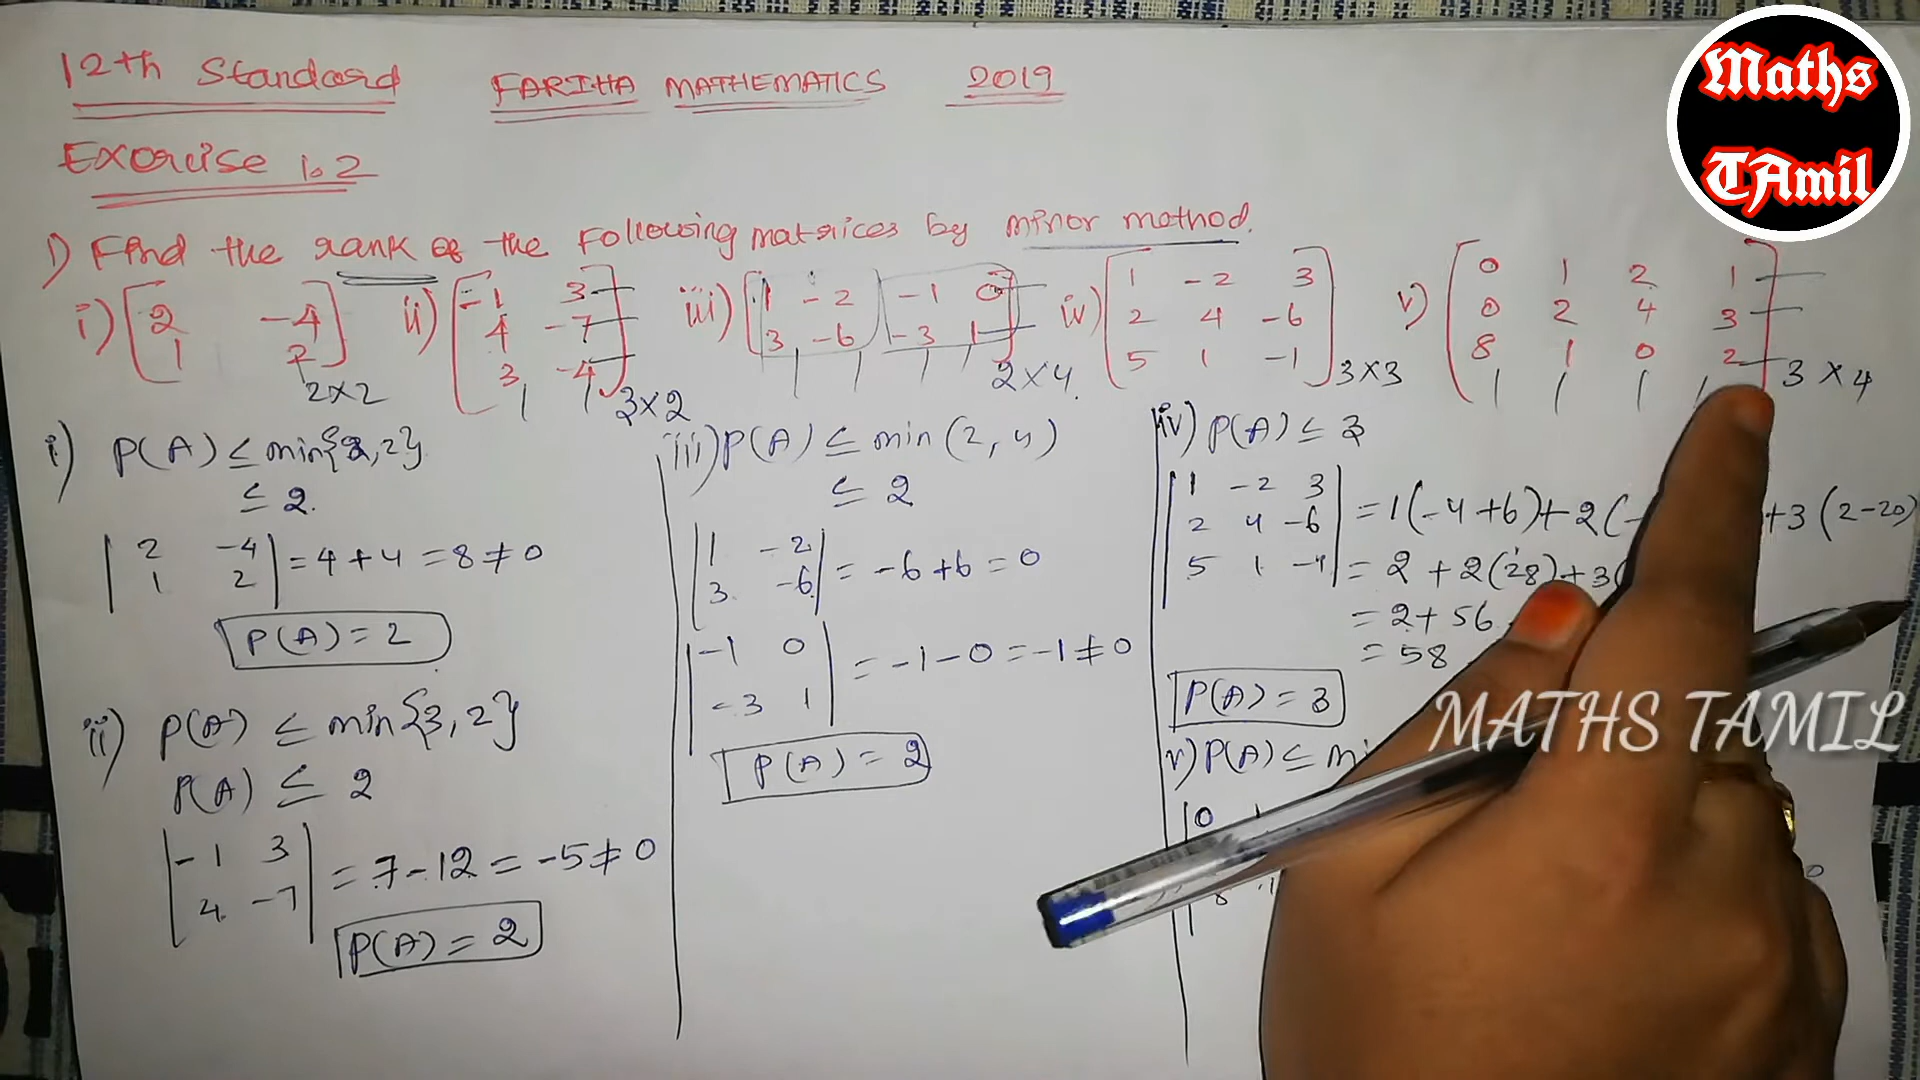 12th Standard FARITHA MATHEMATICS 2019
Maths
TAmil
Exercise 1.2
1) Find the rank of the Following matrices by minor method.
i) [2 -4 ii) [-1 3 iii) [1 -2 -1 0 iv) [1 -2 3 v) [0 1 2 1
1 2] 4 -7 3 -6 -3 1] 2 4 -6 0 2 4 3
3 -4] 5 1 -1] 8 1 0 2]
2×2 3×2 2×4 3×3 3×4
i) P(A) ≤ min{2,2}
≤ 2.
|2 -4
1 2| = 4+4 = 8 ≠ 0
P(A) = 2
ii) P(A) ≤ min{3,2}
P(A) ≤ 2
|-1 3
4 -7| = 7-12 = -5 ≠ 0
P(A) = 2
iii) P(A) ≤ min(2,4)
≤ 2
|1 -2
3 -6| = -6+6 = 0
|-1 0
-3 1| = -1-0 = -1 ≠ 0
P(A) = 2
iv) P(A) ≤ 3
|1 -2 3
2 4 -6 = 1(-4+6)+2(- +3(2-20)
5 1 -1| = 2+2(28)+3(
= 2+56
= 58
P(A) = 3
MATHS TAMIL
v) P(A) ≤ mi
|0 1
8